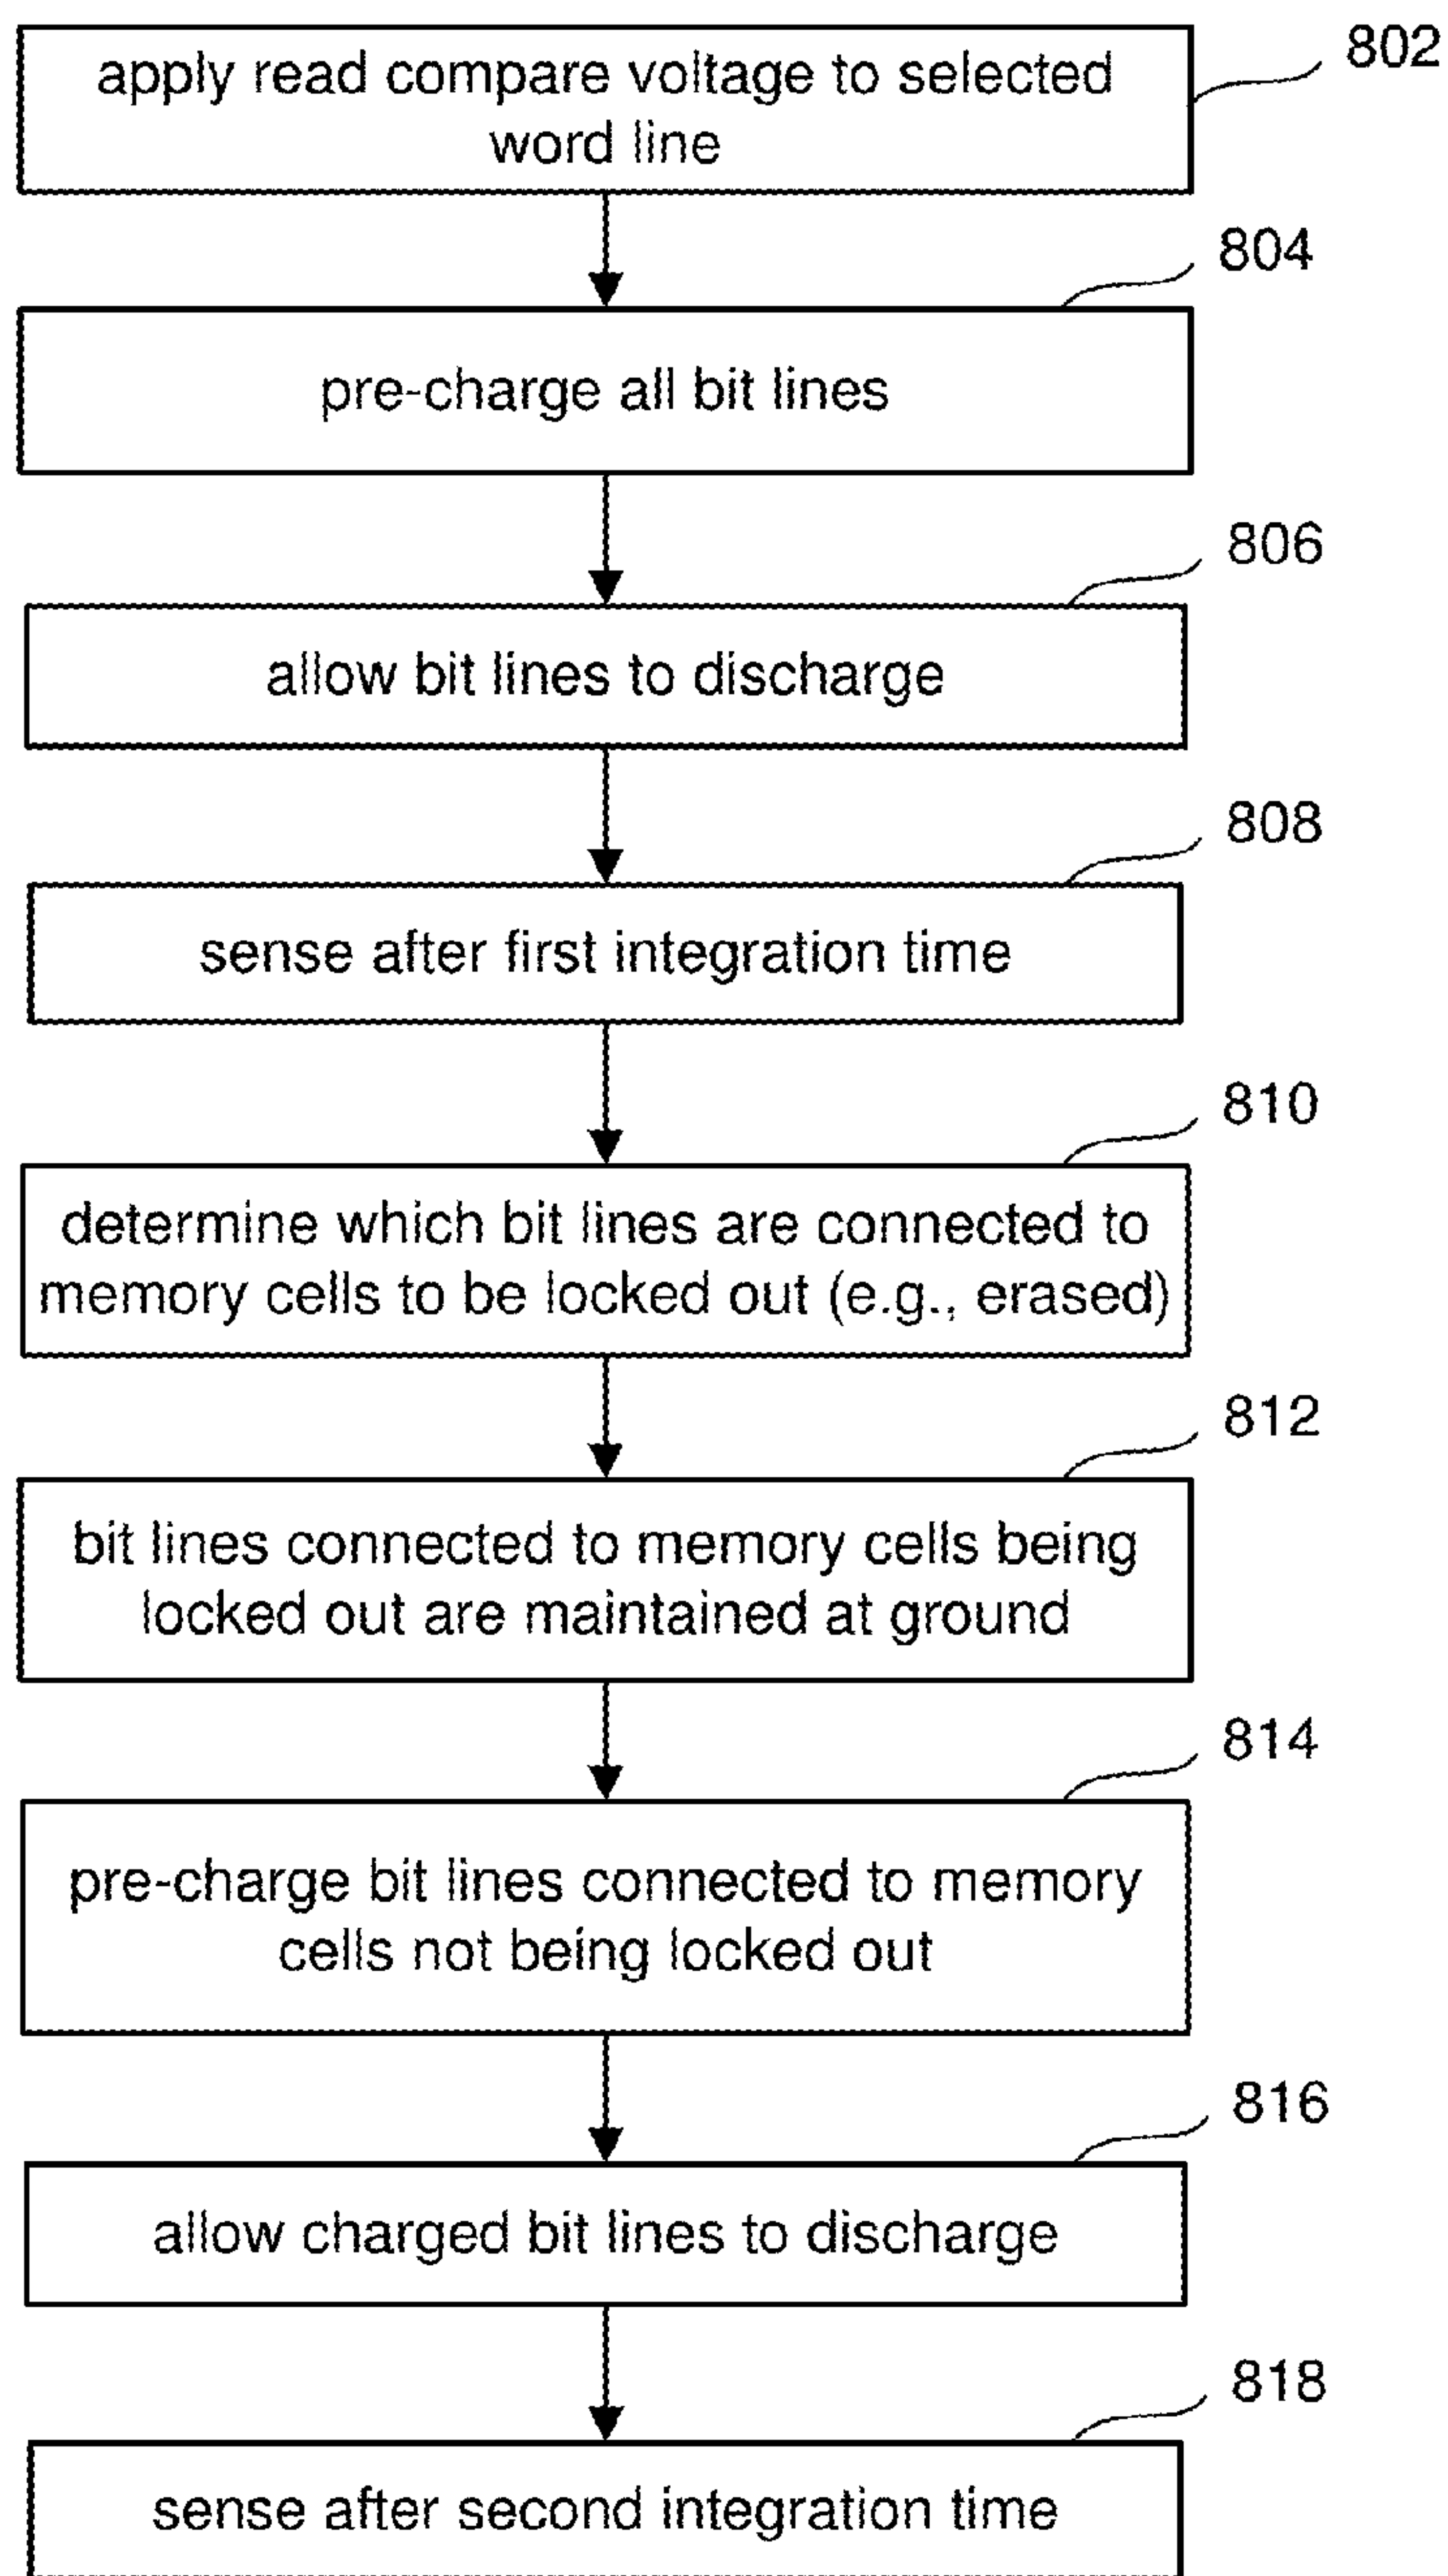 802
apply read compare voltage to selected
word line
804
pre-charge all bit lines
806
allow bit lines to discharge
808
sense after first integration time
810
determine which bit lines are connected to
memory cells to be locked out (e.g., erased)
812
bit lines connected to memory cells being
locked out are maintained at ground
814
pre-charge bit lines connected to memory
cells not being locked out
816
allow charged bit lines to discharge
818
sense after second integration time